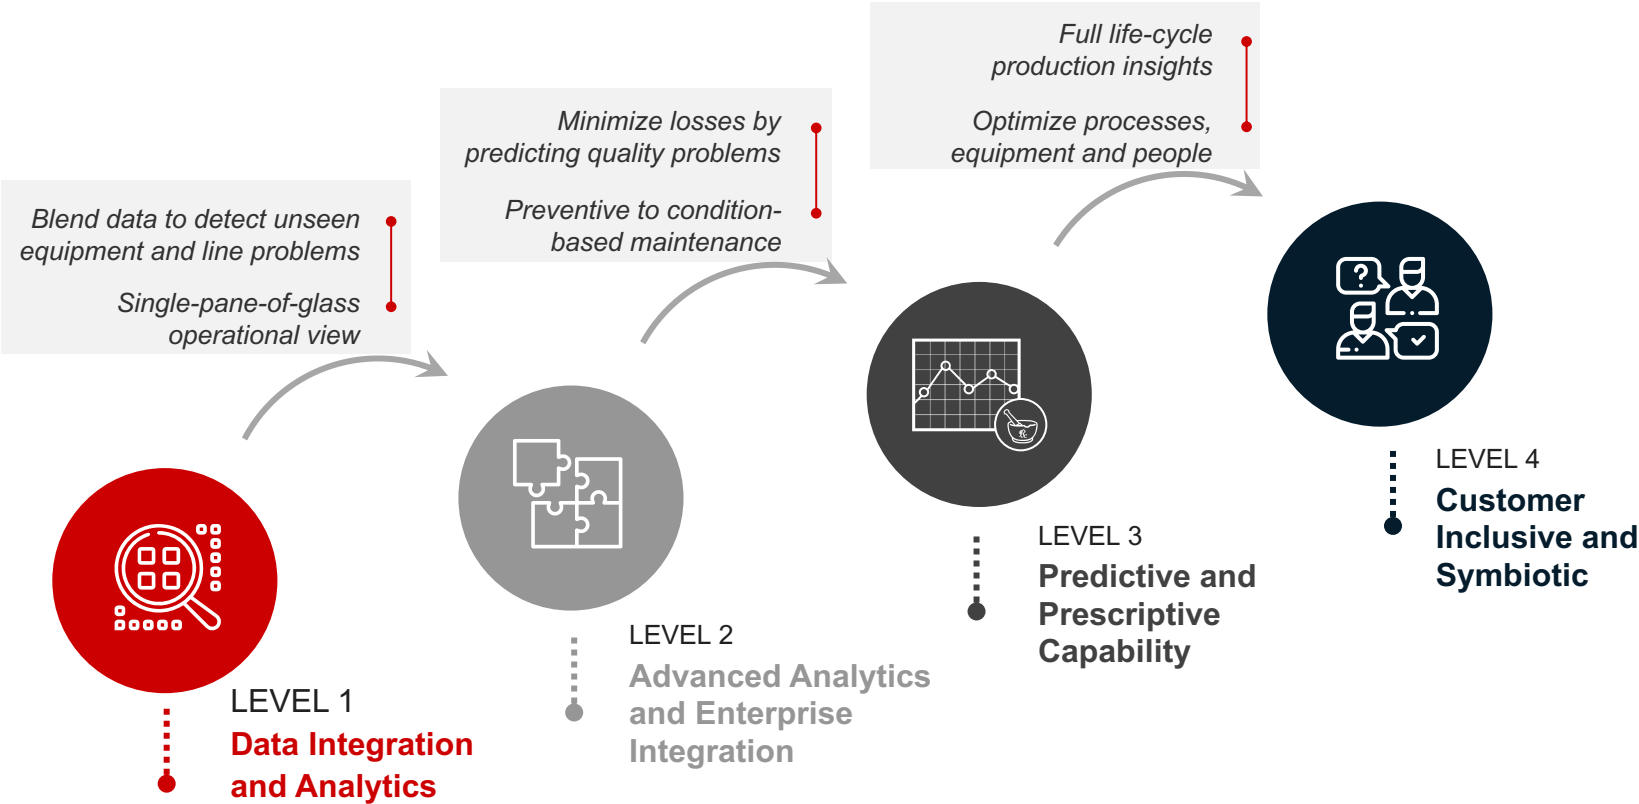 Blend data to detect unseen
equipment and line problems
Single-pane-of-glass
operational view
LEVEL 1
Data Integration
and Analytics
Minimize losses by
predicting quality problems
Preventive to condition-
based maintenance
LEVEL 2
Advanced Analytics
and Enterprise
Integration
Full life-cycle
production insights
Optimize processes,
equipment and people
LEVEL 3
Predictive and
Prescriptive
Capability
?
LEVEL 4
Customer
Inclusive and
Symbiotic